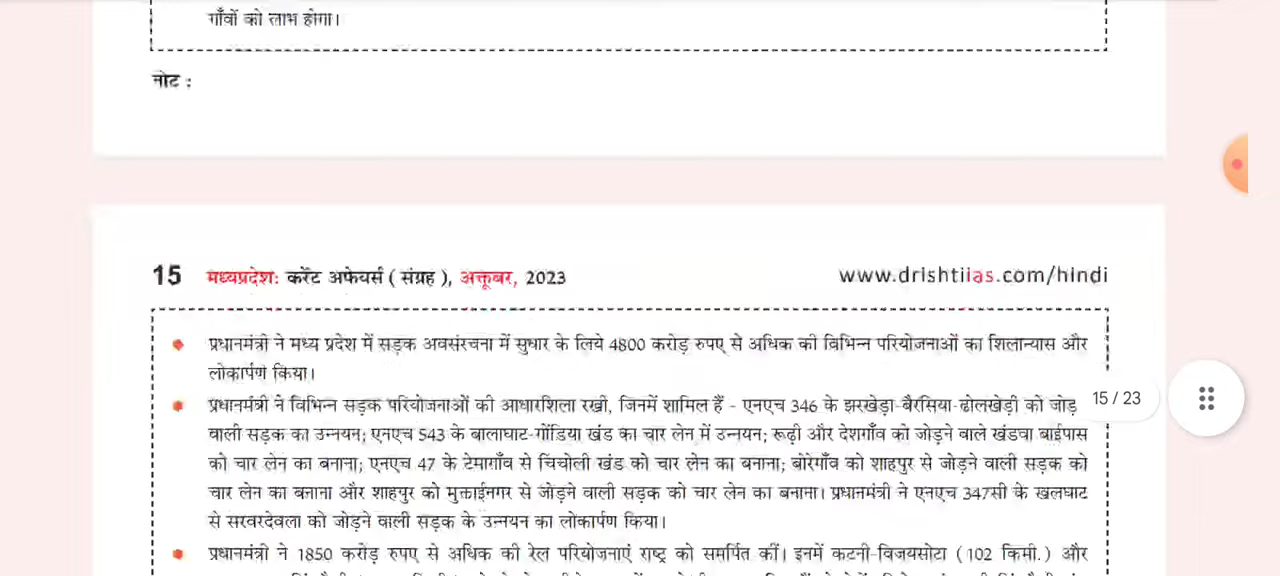 गाँवों को लाभ होगा।
नोट :
15 मध्यप्रदेश: करेंट अफेयर्स ( संग्रह ), अक्तूबर, 2023 www.drishtiias.com/hindi
प्रधानमंत्री ने मध्य प्रदेश में सड़क अवसंरचना में सुधार के लिये 4800 करोड़ रुपए से अधिक की विभिन्न परियोजनाओं का शिलान्यास और
लोकार्पण किया।
प्रधानमंत्री ने विभिन्न सड़क परियोजनाओं की आधारशिला रखी, जिनमें शामिल हैं - एनएच 346 के झरखेड़ा-बैरसिया-ढोलखेड़ी को जोड़
15 / 23
वाली सड़क का उन्नयन; एनएच 543 के बालाघाट-गोंडिया खंड का चार लेन में उन्नयन; रूढ़ी और देशगाँव को जोड़ने वाले खंडवा बाईपास
को चार लेन का बनाना; एनएच 47 के टेमागाँव से चिचोली खंड को चार लेन का बनाना; बोरेगाँव को शाहपुर से जोड़ने वाली सड़क को
चार लेन का बनाना और शाहपुर को मुक्ताईनगर से जोड़ने वाली सड़क को चार लेन का बनाना। प्रधानमंत्री ने एनएच 347सी के खलघाट
से सरवरदेवला को जोड़ने वाली सड़क के उन्नयन का लोकार्पण किया।
प्रधानमंत्री ने 1850 करोड़ रुपए से अधिक की रेल परियोजनाएं राष्ट्र को समर्पित कीं। इनमें कटनी-विजयसोटा (102 किमी.) और